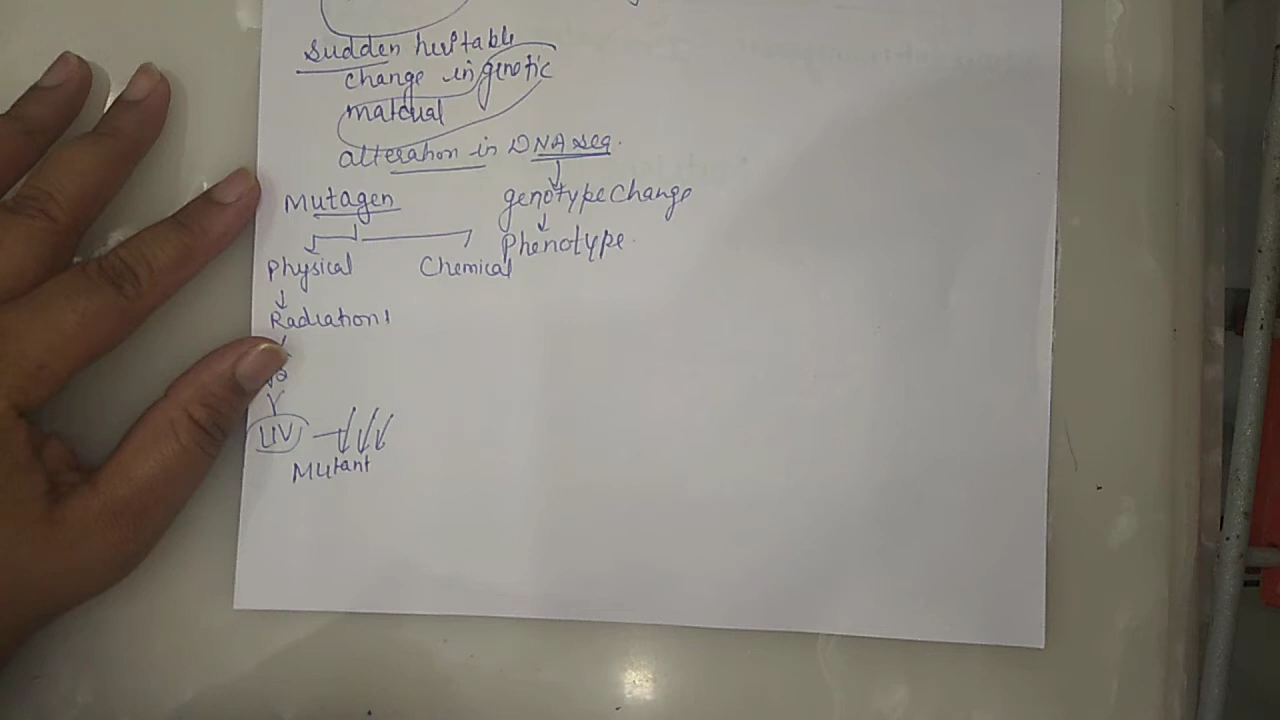 Sudden heritable
change in genetic
material
alteration in DNA seq.
Mutagen
genotype change
Phenotype.
Physical
Chemical
Radiation
UV
Mutant